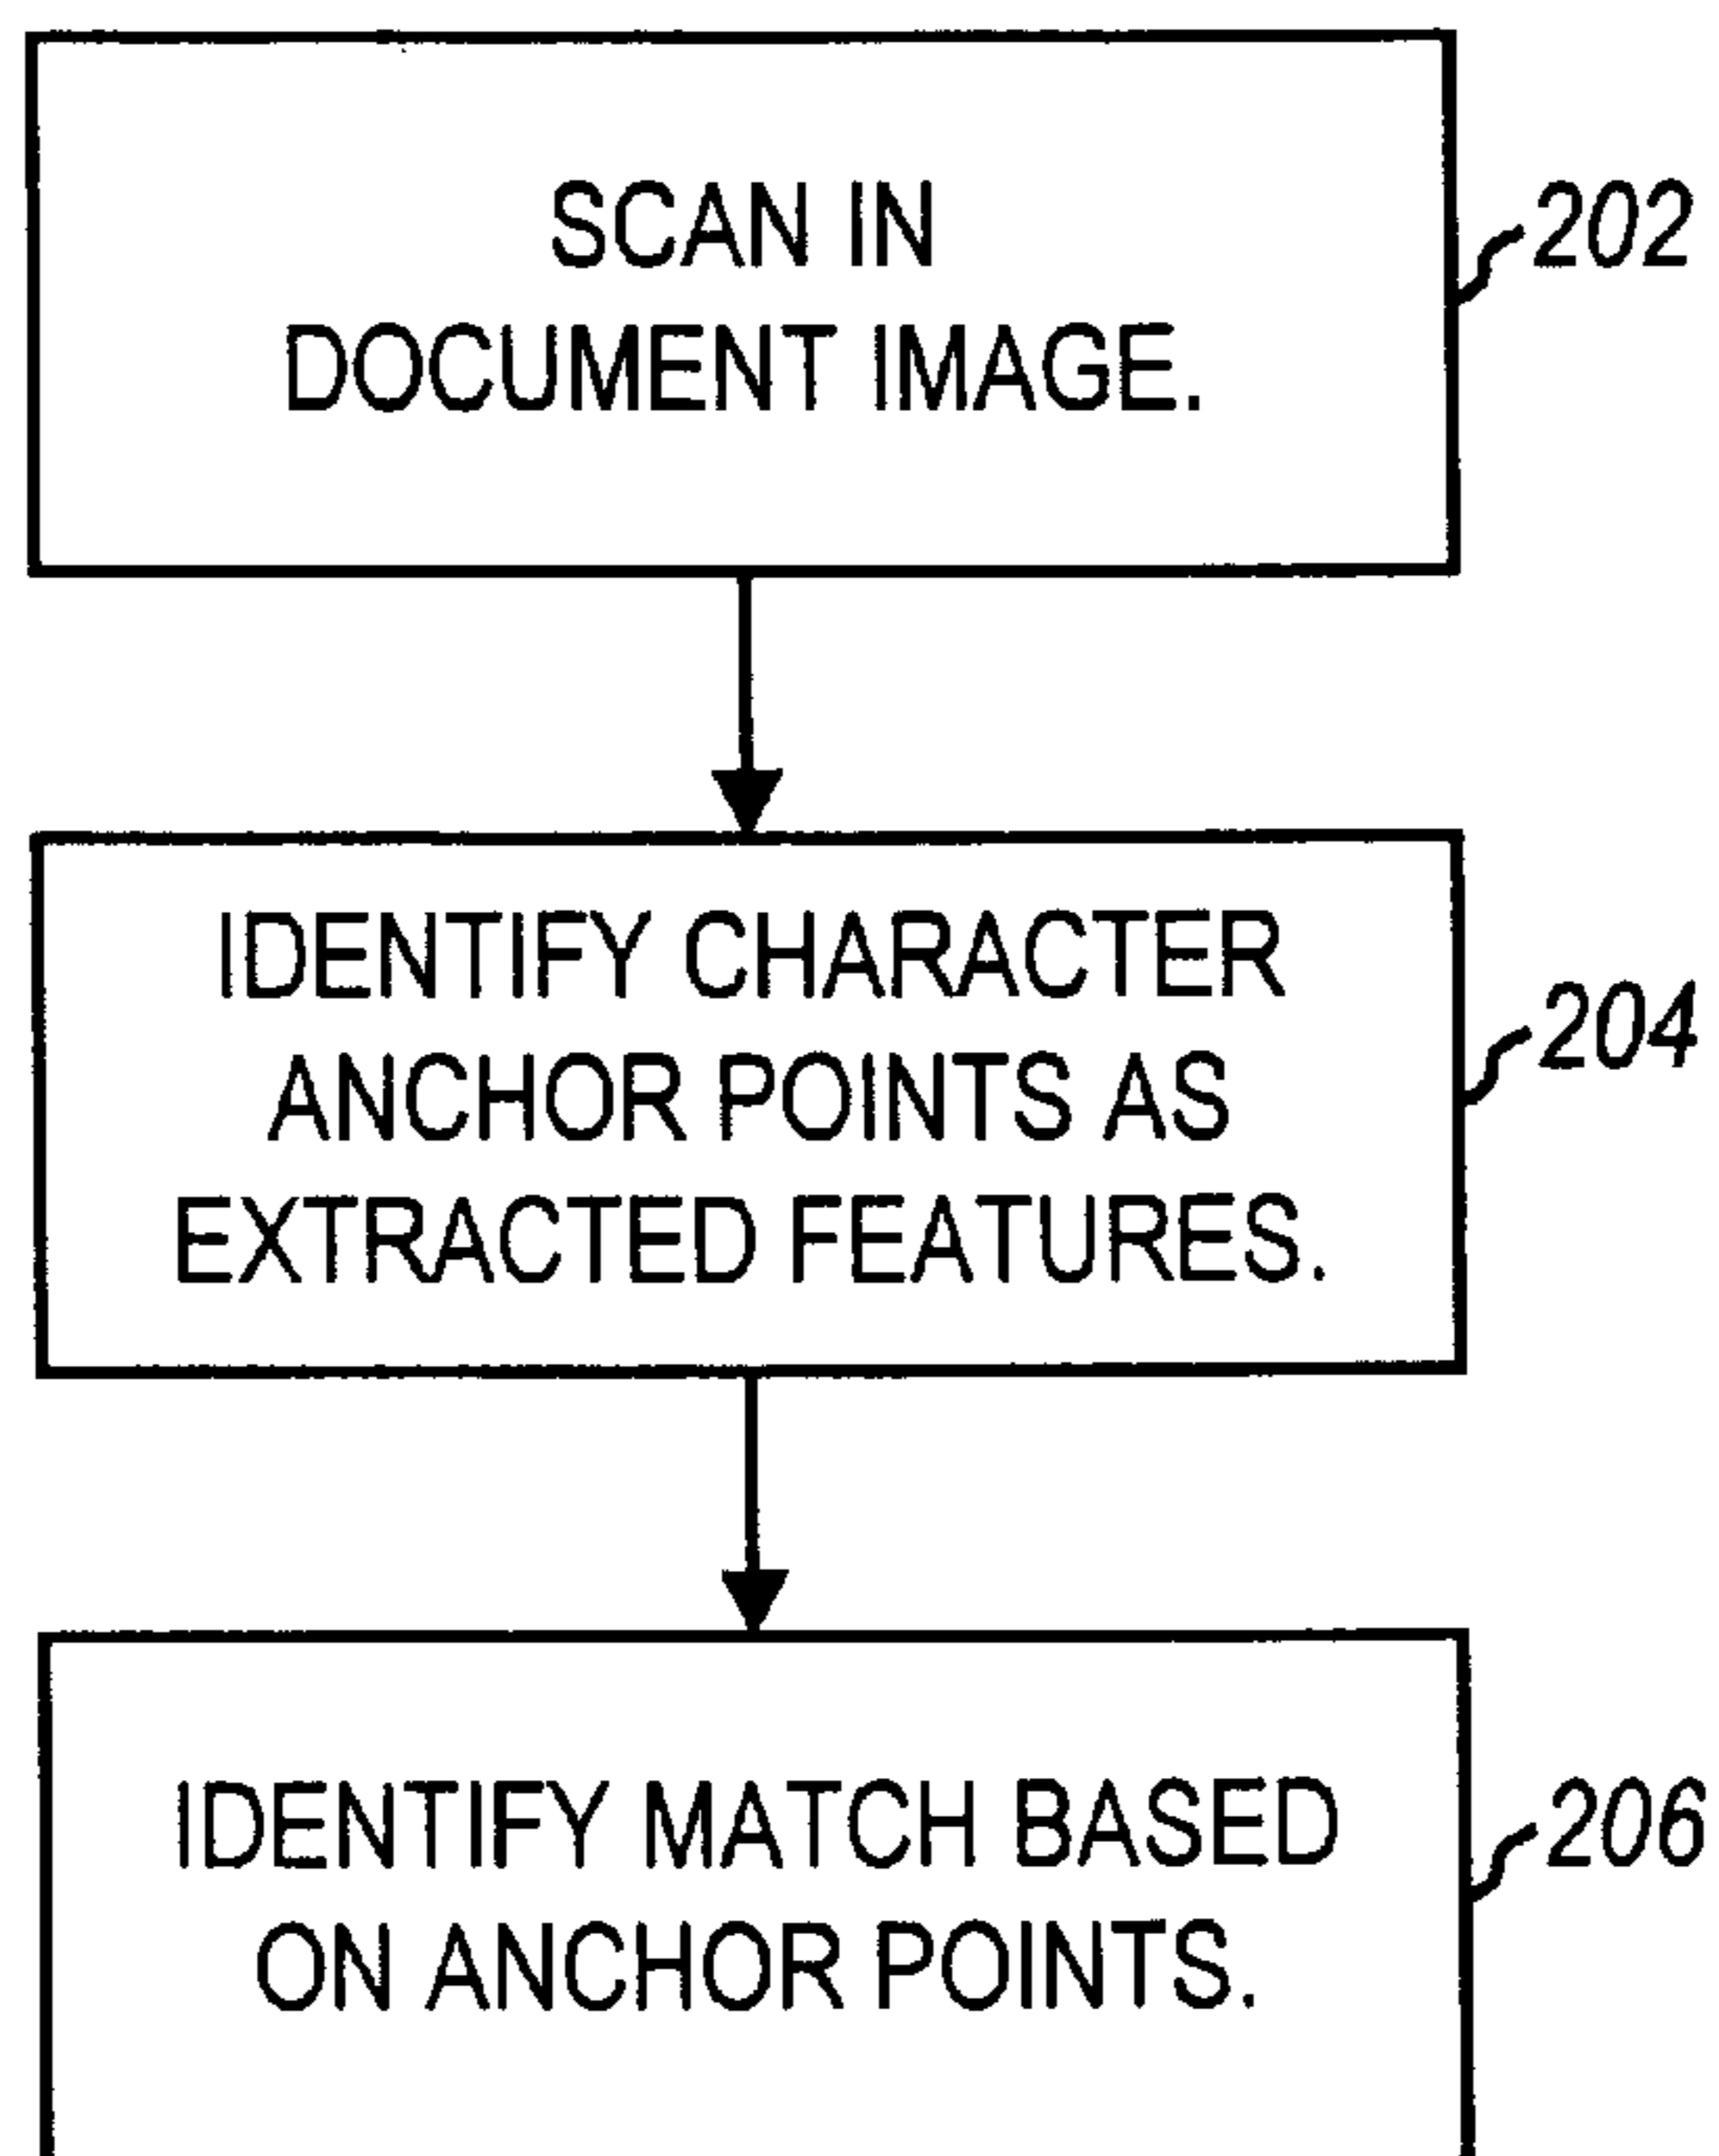 SCAN IN
DOCUMENT IMAGE.
202
IDENTIFY CHARACTER
ANCHOR POINTS AS
EXTRACTED FEATURES.
204
IDENTIFY MATCH BASED
ON ANCHOR POINTS.
206